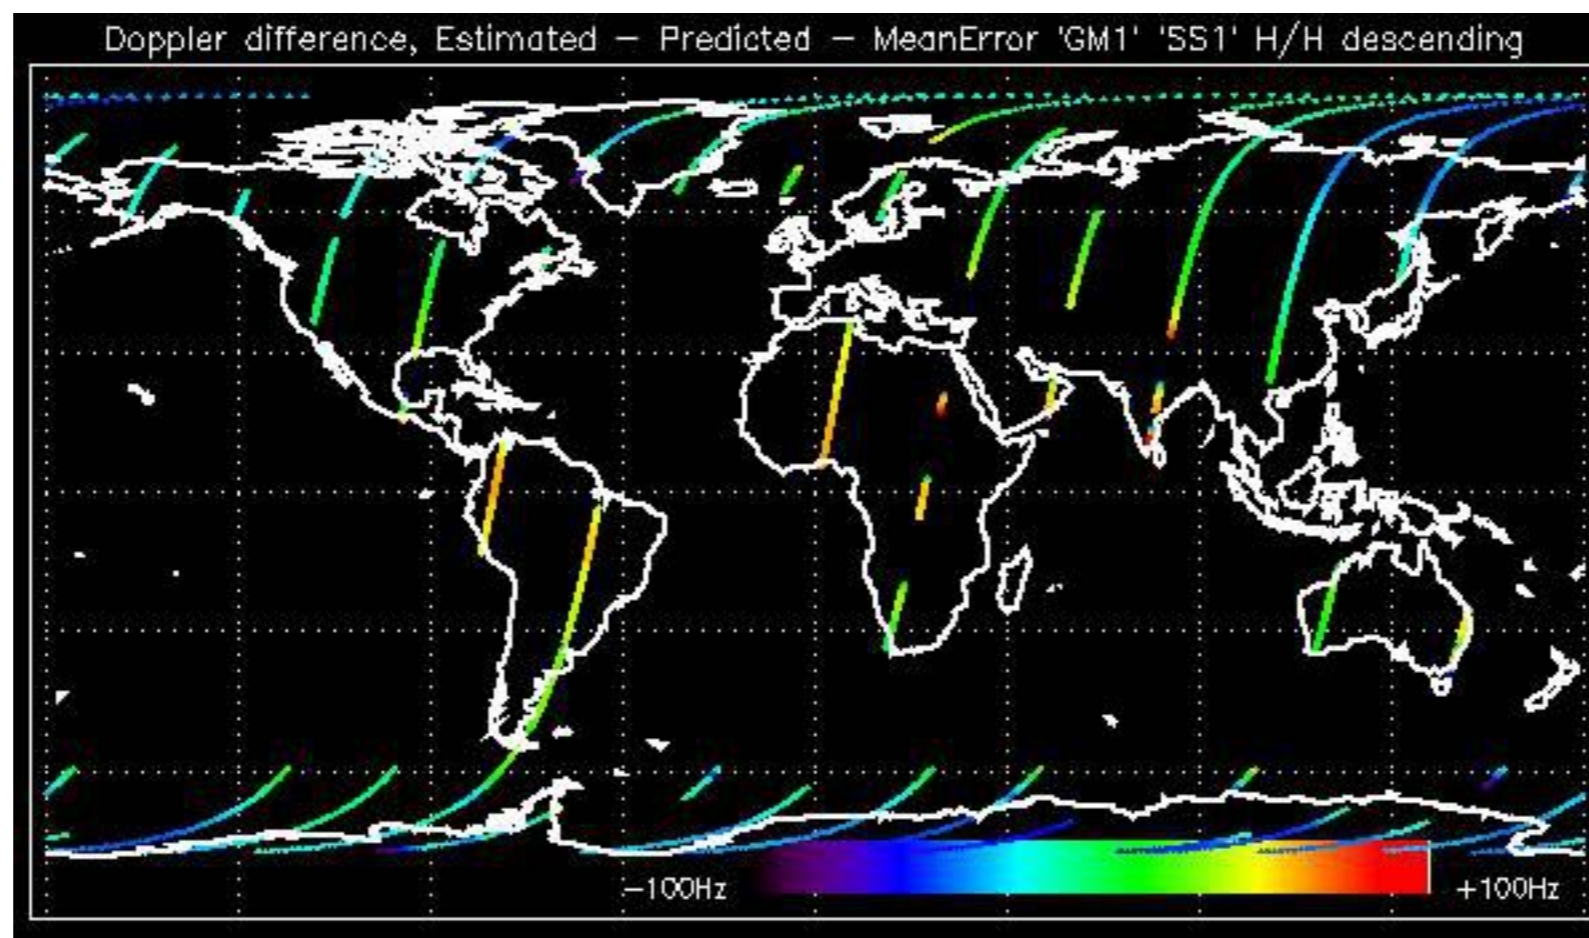 Doppler difference, Estimated – Predicted – MeanError 'GM1' 'SS1' H/H descending
−100Hz +100Hz